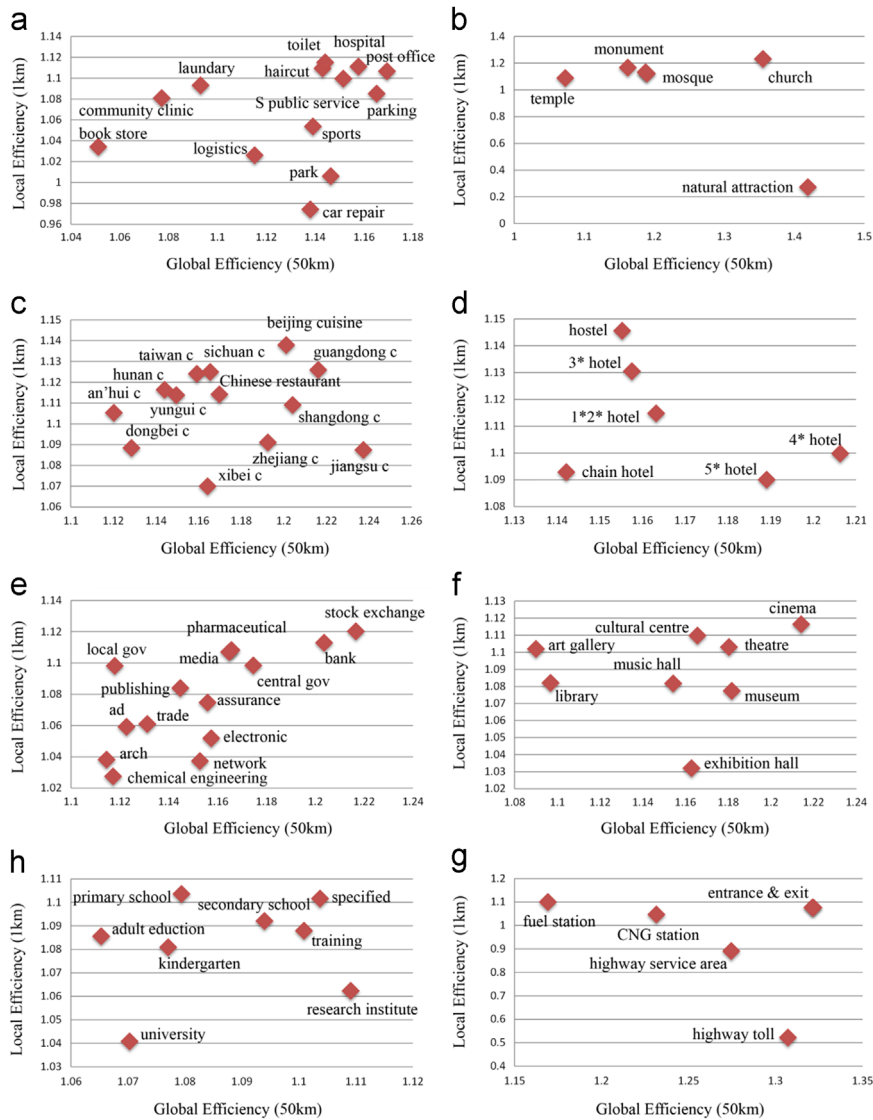 a
Local Efficiency (1km)
1.14
1.12
1.1
1.08
1.06
1.04
1.02
1
0.98
0.96
toilet
hospital
post office
laundary
haircut
community clinic
S public service
parking
book store
sports
logistics
park
car repair
1.04 1.06 1.08 1.1 1.12 1.14 1.16 1.18
Global Efficiency (50km)
b
Local Efficiency (1km)
1.4
1.2
1
0.8
0.6
0.4
0.2
0
monument
mosque
church
temple
natural attraction
1 1.1 1.2 1.3 1.4 1.5
Global Efficiency (50km)
c
Local Efficiency (1km)
1.15
1.14
1.13
1.12
1.11
1.1
1.09
1.08
1.07
1.06
beijing cuisine
taiwan c
sichuan c
guangdong c
hunan c
Chinese restaurant
an'hui c
yungui c
shangdong c
dongbei c
zhejiang c
jiangsu c
xibei c
1.1 1.12 1.14 1.16 1.18 1.2 1.22 1.24 1.26
Global Efficiency (50km)
d
Local Efficiency (1km)
1.15
1.14
1.13
1.12
1.11
1.1
1.09
1.08
hostel
3* hotel
1*2* hotel
4* hotel
chain hotel
5* hotel
1.13 1.14 1.15 1.16 1.17 1.18 1.19 1.2 1.21
Global Efficiency (50km)
e
Local Efficiency (1km)
1.14
1.12
1.1
1.08
1.06
1.04
1.02
stock exchange
pharmaceutical
local gov
media
bank
central gov
publishing
assurance
ad
trade
electronic
arch
network
chemical engineering
1.1 1.12 1.14 1.16 1.18 1.2 1.22 1.24
Global Efficiency (50km)
f
Local Efficiency (1km)
1.13
1.12
1.11
1.1
1.09
1.08
1.07
1.06
1.05
1.04
1.03
1.02
cinema
cultural centre
art gallery
theatre
music hall
library
museum
exhibition hall
1.08 1.1 1.12 1.14 1.16 1.18 1.2 1.22 1.24
Global Efficiency (50km)
h
Local Efficiency (1km)
1.11
1.1
1.09
1.08
1.07
1.06
1.05
1.04
1.03
primary school
secondary school
specified
adult eduction
training
kindergarten
research institute
university
1.06 1.07 1.08 1.09 1.1 1.11 1.12
Global Efficiency (50km)
g
Local Efficiency (1km)
1.2
1.1
1
0.9
0.8
0.7
0.6
0.5
0.4
entrance & exit
fuel station
CNG station
highway service area
highway toll
1.15 1.2 1.25 1.3 1.35
Global Efficiency (50km)